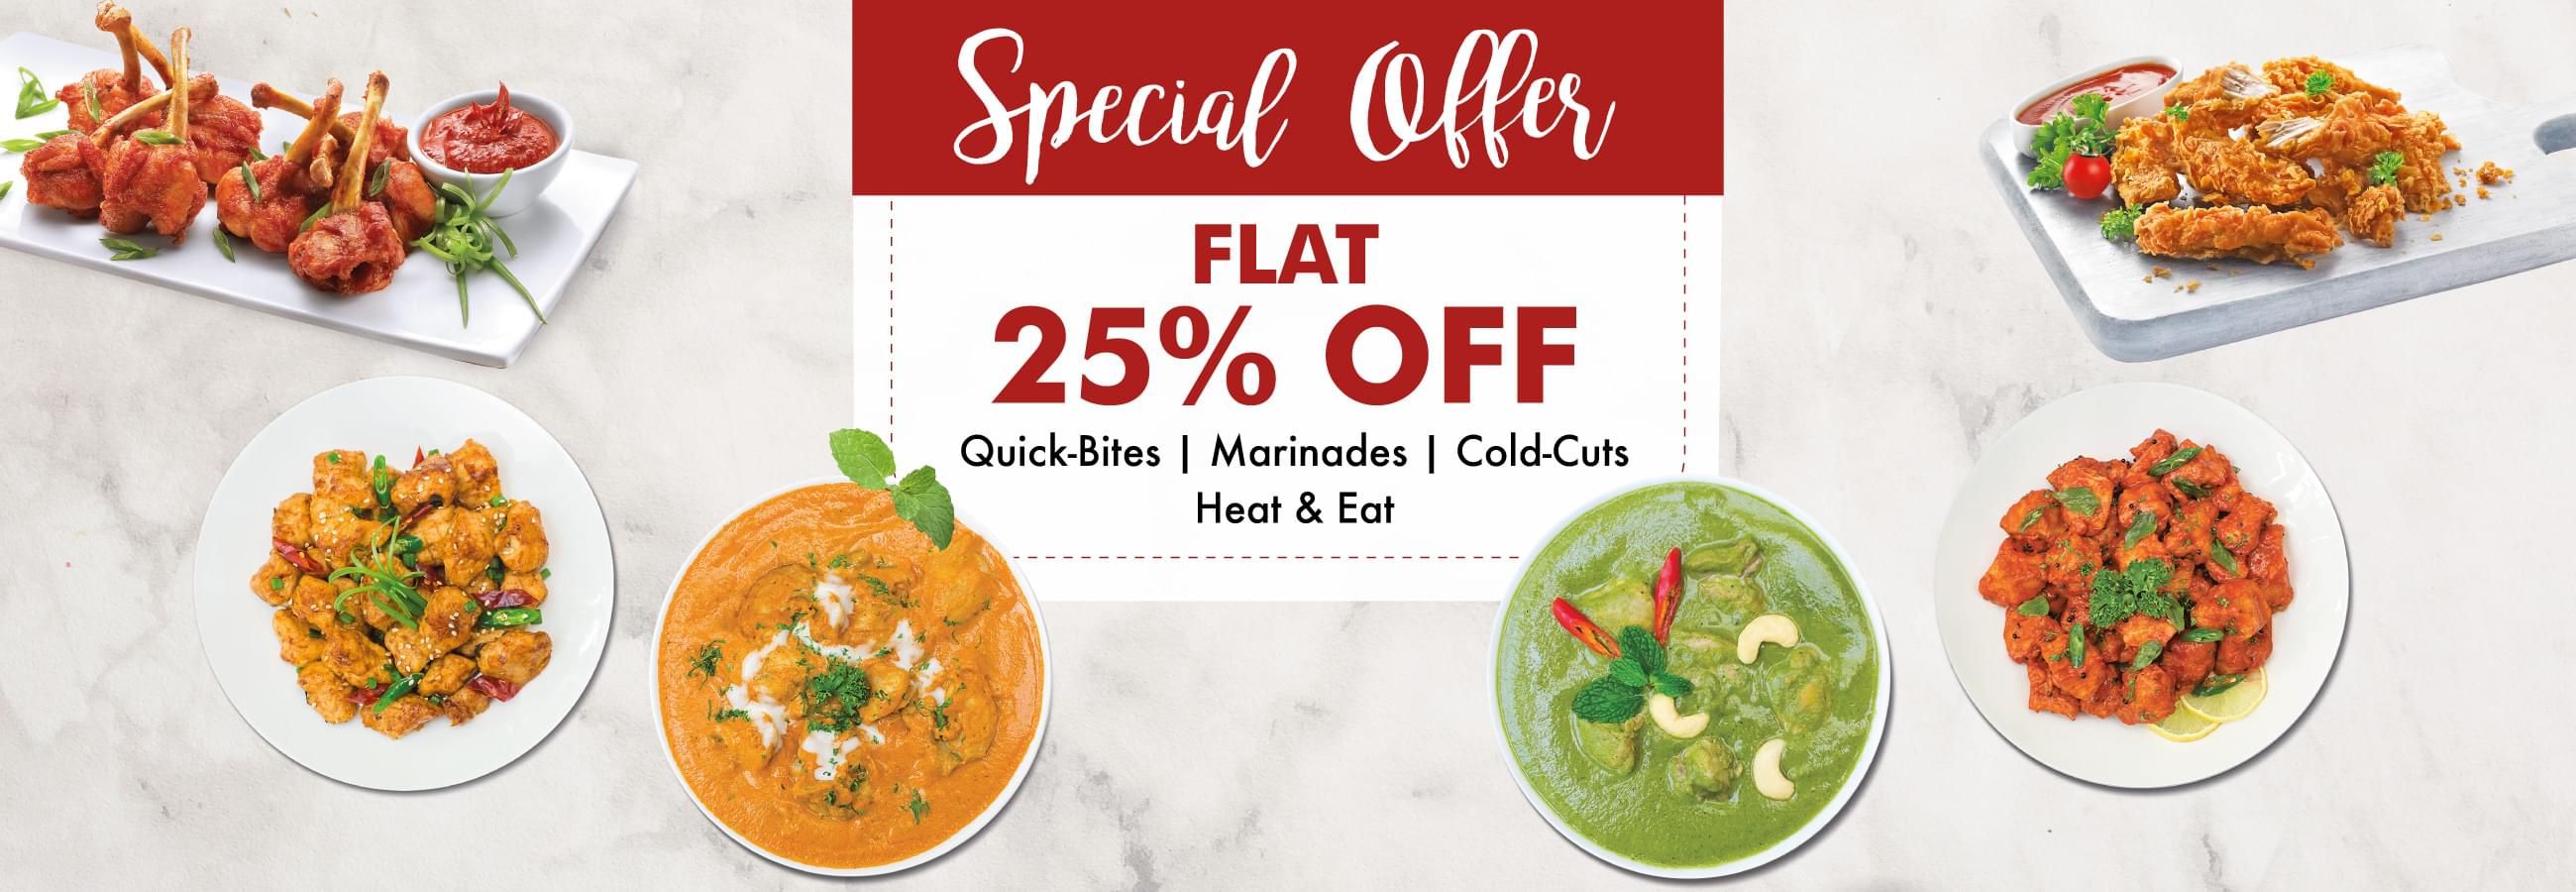 Special Offer
FLAT
25% OFF
Quick-Bites | Marinades | Cold-Cuts
Heat & Eat